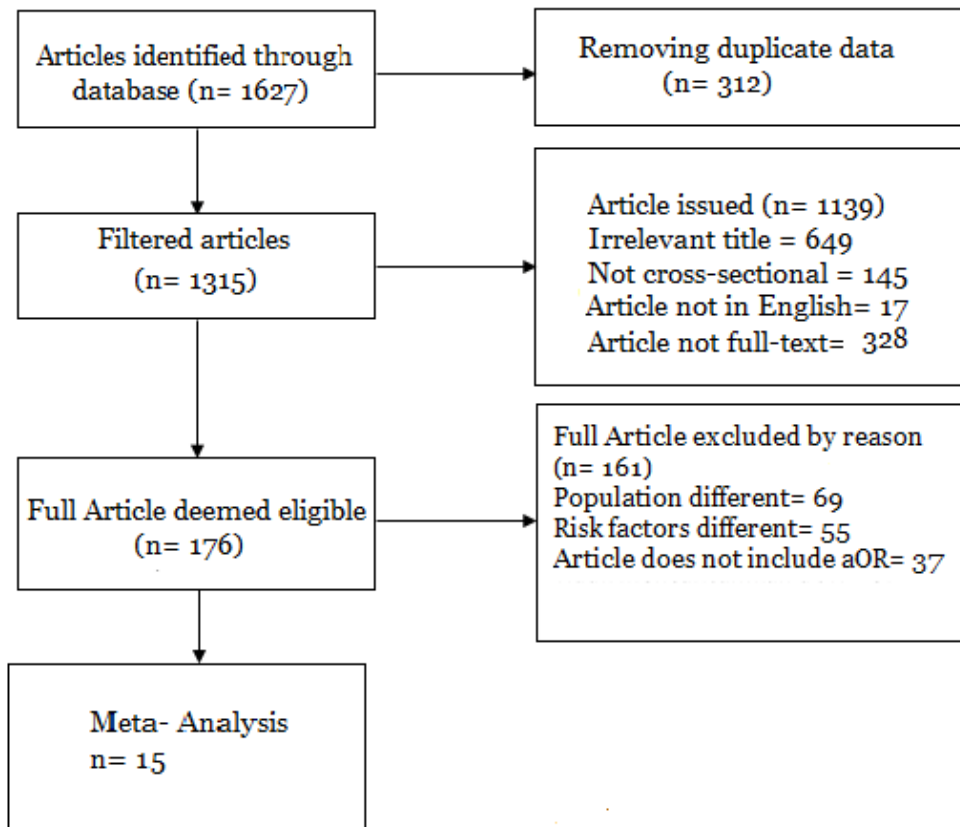 Articles identified through
database (n= 1627)
Removing duplicate data
(n= 312)
Filtered articles
(n= 1315)
Article issued (n= 1139)
Irrelevant title = 649
Not cross-sectional = 145
Article not in English= 17
Article not full-text= 328
Full Article deemed eligible
(n= 176)
Full Article excluded by reason
(n= 161)
Population different= 69
Risk factors different= 55
Article does not include aOR= 37
Meta- Analysis
n= 15